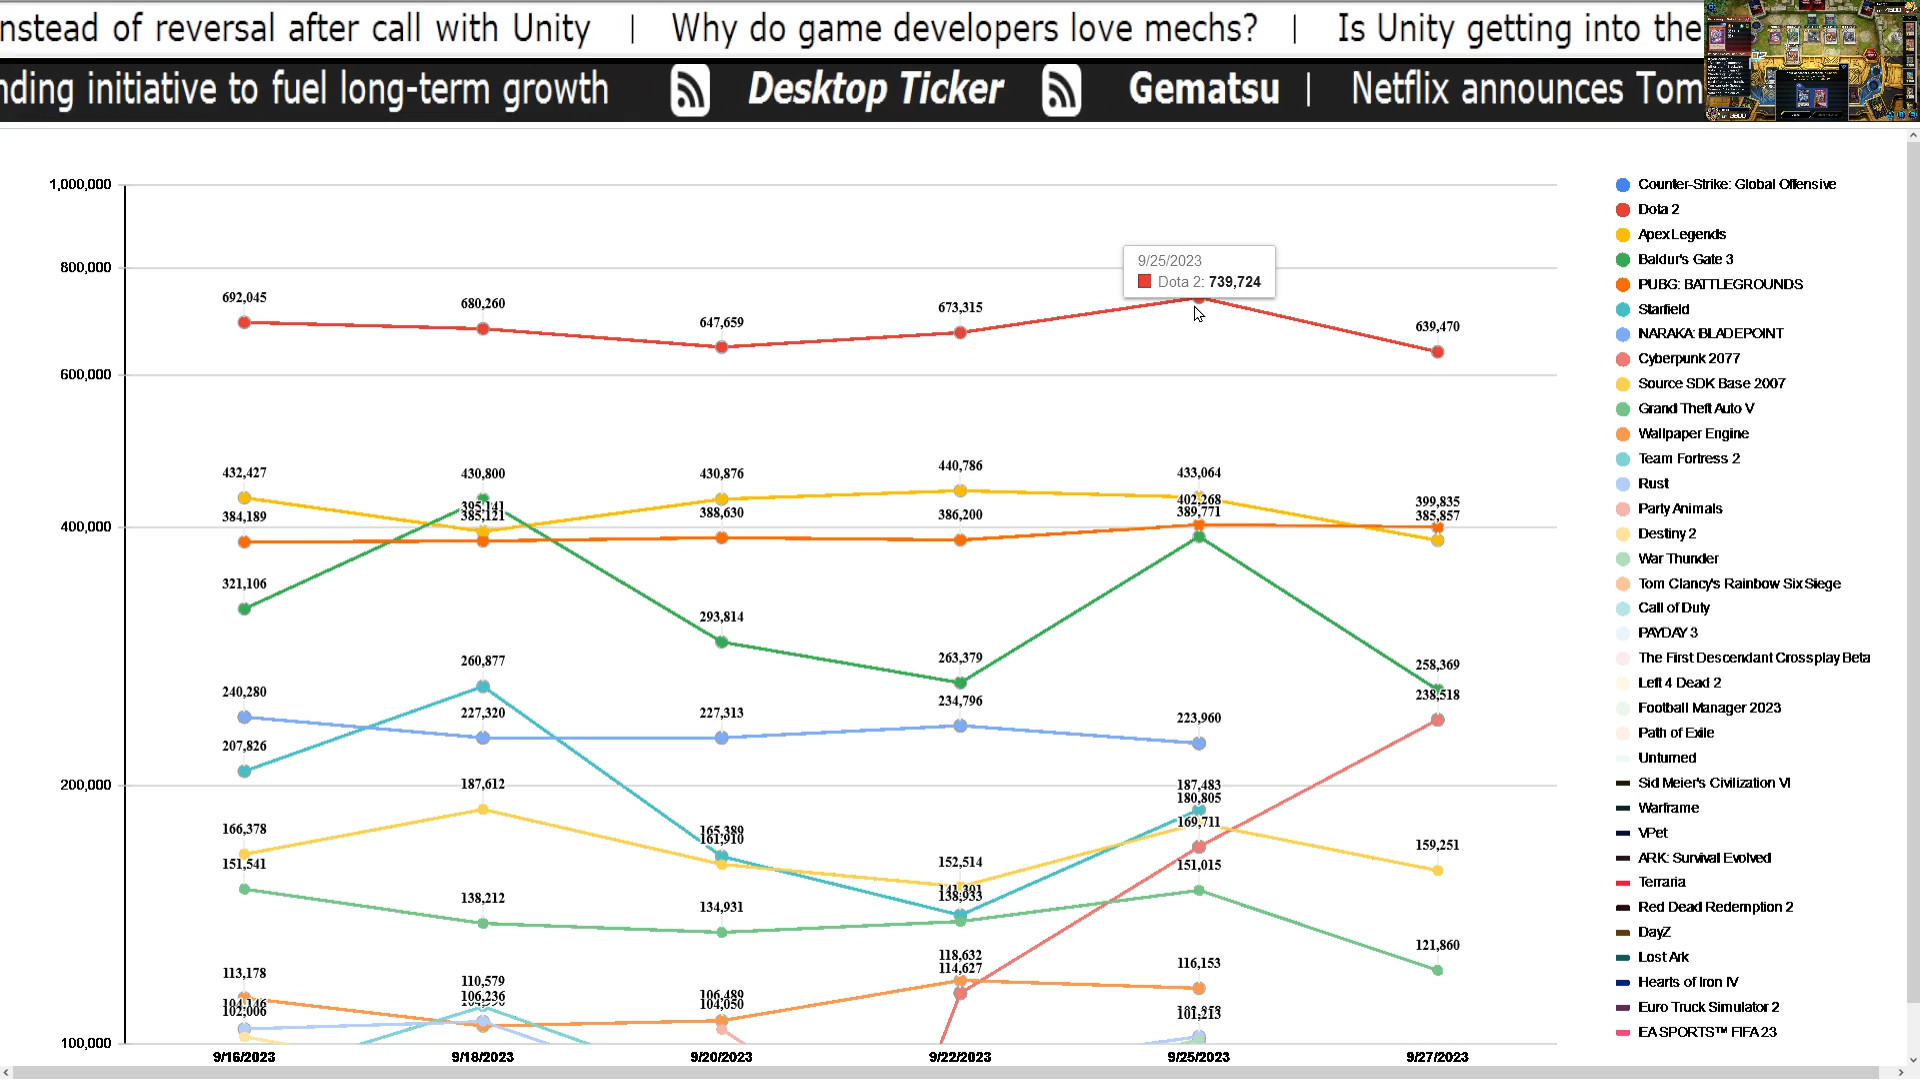 nstead of reversal after call with Unity | Why do game developers love mechs? | Is Unity getting into the
nding initiative to fuel long-term growth Desktop Ticker Gematsu | Netflix announces Tom
1,000,000
800,000
600,000
400,000
200,000
100,000
9/25/2023
Dota 2: 739,724
692,045
680,260
647,659
673,315
639,470
432,427
430,800
430,876
440,786
433,064
399,835
384,189
395,141
385,121
388,630
386,200
402,268
389,771
385,857
321,106
293,814
263,379
258,369
238,518
240,280
260,877
227,320
227,313
234,796
223,960
207,826
187,612
187,483
180,805
169,711
166,378
165,380
161,910
152,514
159,251
151,541
138,212
134,931
138,933
151,015
121,860
113,178
110,579
106,236
106,489
104,050
118,632
114,627
116,153
104,146
102,006
101,213
9/16/2023
9/18/2023
9/20/2023
9/22/2023
9/25/2023
9/27/2023
Counter-Strike: Global Offensive
Dota 2
Apex Legends
Baldur's Gate 3
PUBG: BATTLEGROUNDS
Starfield
NARAKA: BLADEPOINT
Cyberpunk 2077
Source SDK Base 2007
Grand Theft Auto V
Wallpaper Engine
Team Fortress 2
Rust
Party Animals
Destiny 2
War Thunder
Tom Clancy's Rainbow Six Siege
Call of Duty
PAYDAY 3
The First Descendant Crossplay Beta
Left 4 Dead 2
Football Manager 2023
Path of Exile
Unturned
Sid Meier's Civilization VI
Warframe
VPet
ARK: Survival Evolved
Terraria
Red Dead Redemption 2
DayZ
Lost Ark
Hearts of Iron IV
Euro Truck Simulator 2
EA SPORTS™ FIFA 23